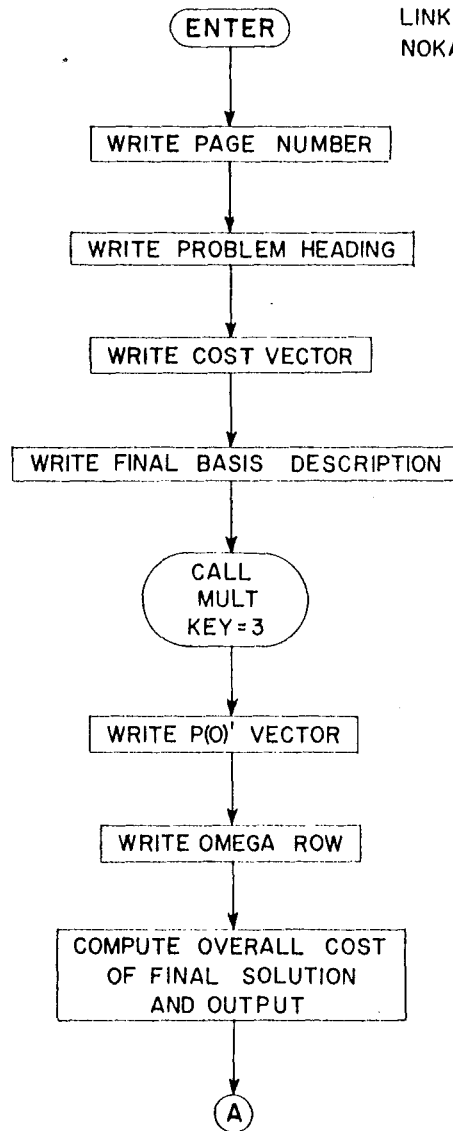 ENTER
LINK
WRITE PAGE NUMBER
WRITE PROBLEM HEADING
WRITE COST VECTOR
WRITE FINAL BASIS DESCRIPTION
CALL
MULT
KEY=3
WRITE P(0)' VECTOR
WRITE OMEGA ROW
COMPUTE OVERALL COST
OF FINAL SOLUTION
AND OUTPUT
A